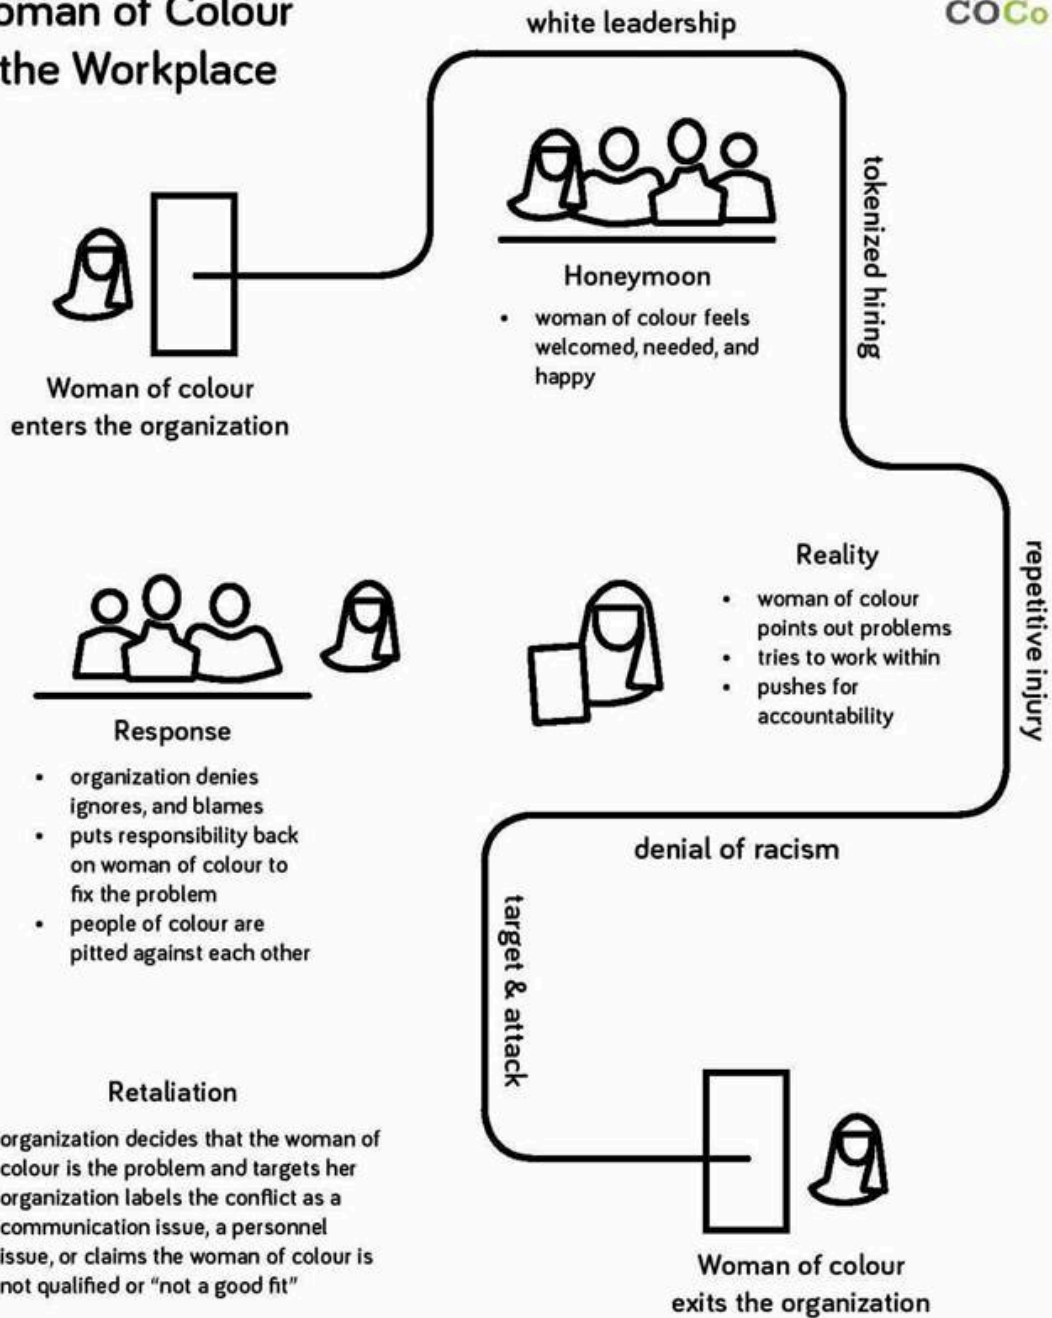 oman of Colour
the Workplace
white leadership
COCo
tokenized hiring
Woman of colour
enters the organization
Honeymoon
• woman of colour feels
welcomed, needed, and
happy
repetitive injury
Reality
• woman of colour
points out problems
• tries to work within
• pushes for
accountability
Response
• organization denies
ignores, and blames
• puts responsibility back
on woman of colour to
fix the problem
• people of colour are
pitted against each other
denial of racism
target & attack
Retaliation
organization decides that the woman of
colour is the problem and targets her
organization labels the conflict as a
communication issue, a personnel
issue, or claims the woman of colour is
not qualified or “not a good fit”
Woman of colour
exits the organization